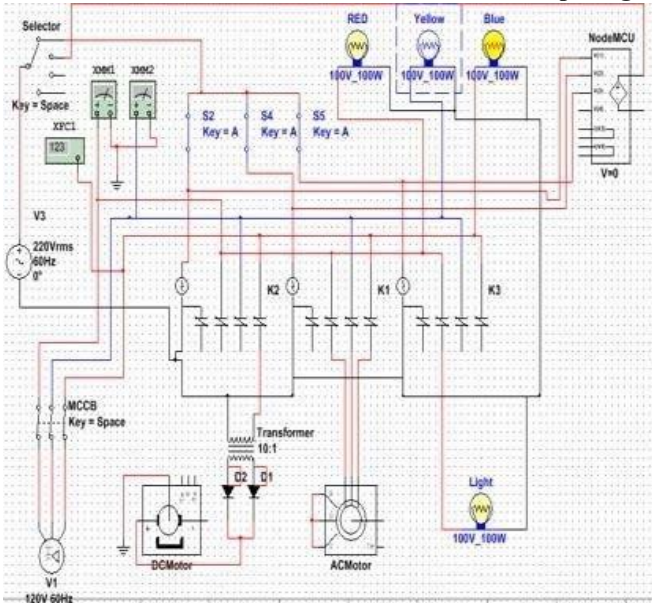 Selector
RED
Yellow
Blue
NodeMCU
XMM1
XMM2
100V_100W
100V_100W
100V_100W
Key = Space
S2
Key = A
S4
Key = A
S5
Key = A
XFC1
123
V=0
V3
220Vrms
60Hz
0°
K2
K1
K3
MCCB
Key = Space
Transformer
10:1
D2
D1
Light
100V_100W
DCMotor
ACMotor
V1
120V 60Hz